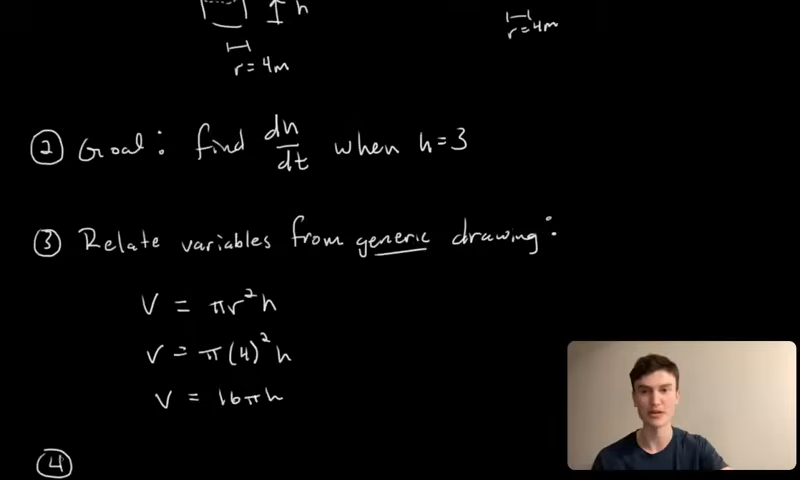 h
r = 4m
r = 4m
② Goal: find dh/dt when h = 3
③ Relate variables from generic drawing:
V = πr²h
V = π(4)²h
V = 16πh
④